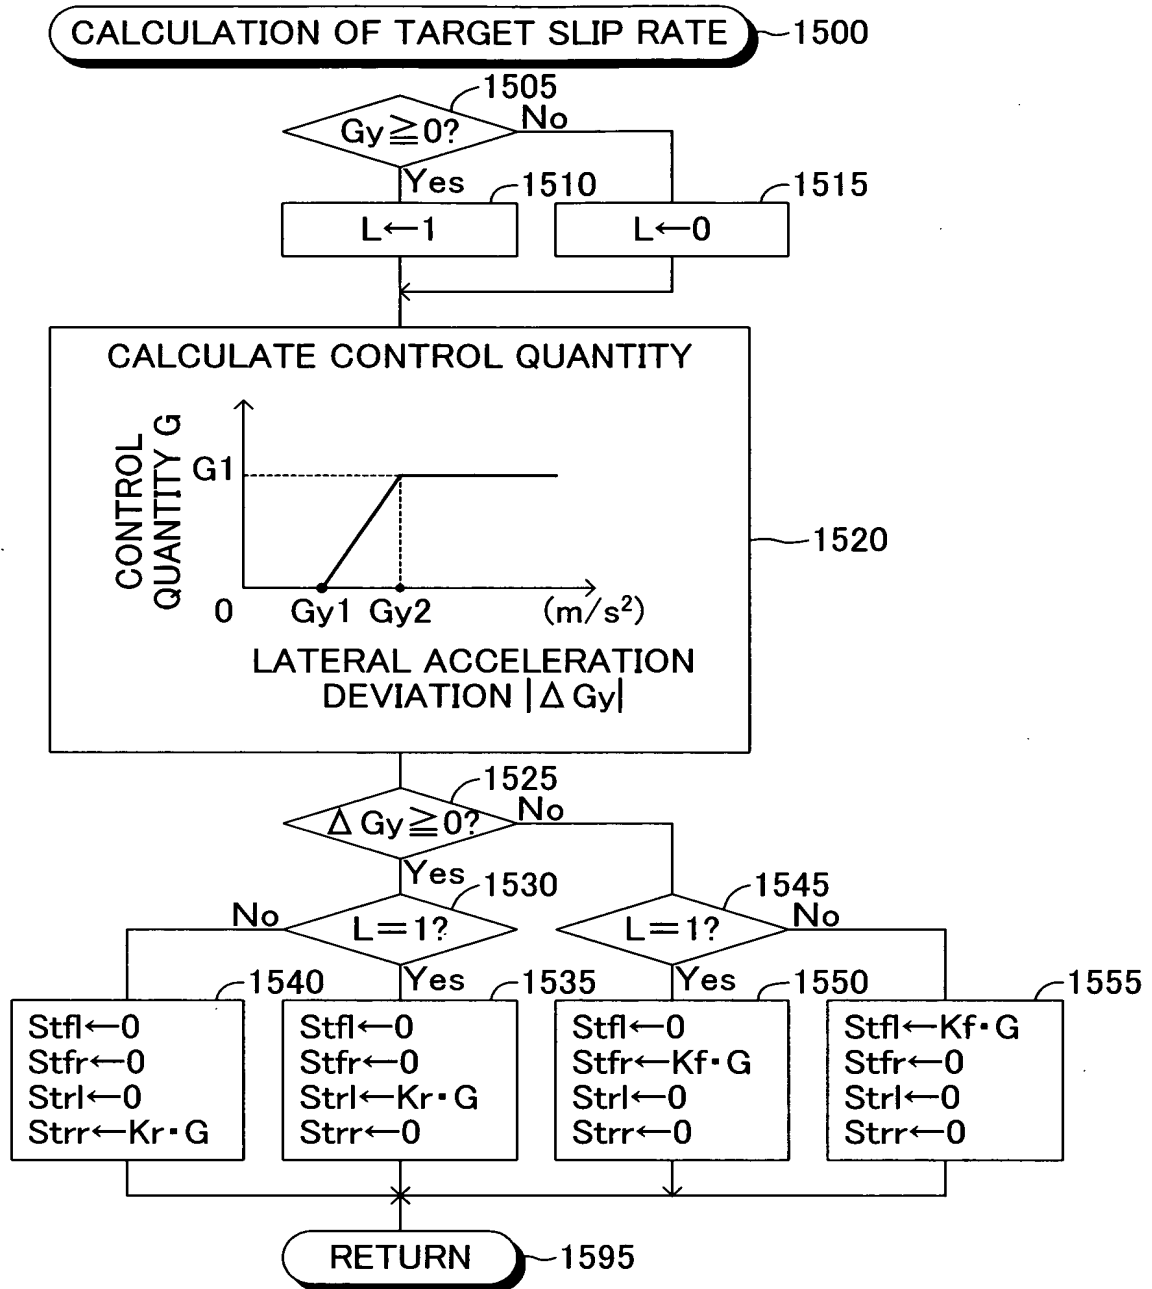 CALCULATION OF TARGET SLIP RATE
1500
1505
Gy≧0?
No
Yes
1510
1515
L←1
L←0
CALCULATE CONTROL QUANTITY
CONTROL
QUANTITY G
G1
0
Gy1
Gy2
(m/s²)
LATERAL ACCELERATION
DEVIATION |Δ Gy|
1520
1525
Δ Gy≧0?
No
Yes
1530
1545
No
L=1?
L=1?
No
Yes
Yes
1540
1535
1550
1555
Stfl←0
Stfr←0
Strl←0
Strr←Kr·G
Stfl←0
Stfr←0
Strl←Kr·G
Strr←0
Stfl←0
Stfr←Kf·G
Strl←0
Strr←0
Stfl←Kf·G
Stfr←0
Strl←0
Strr←0
RETURN
1595